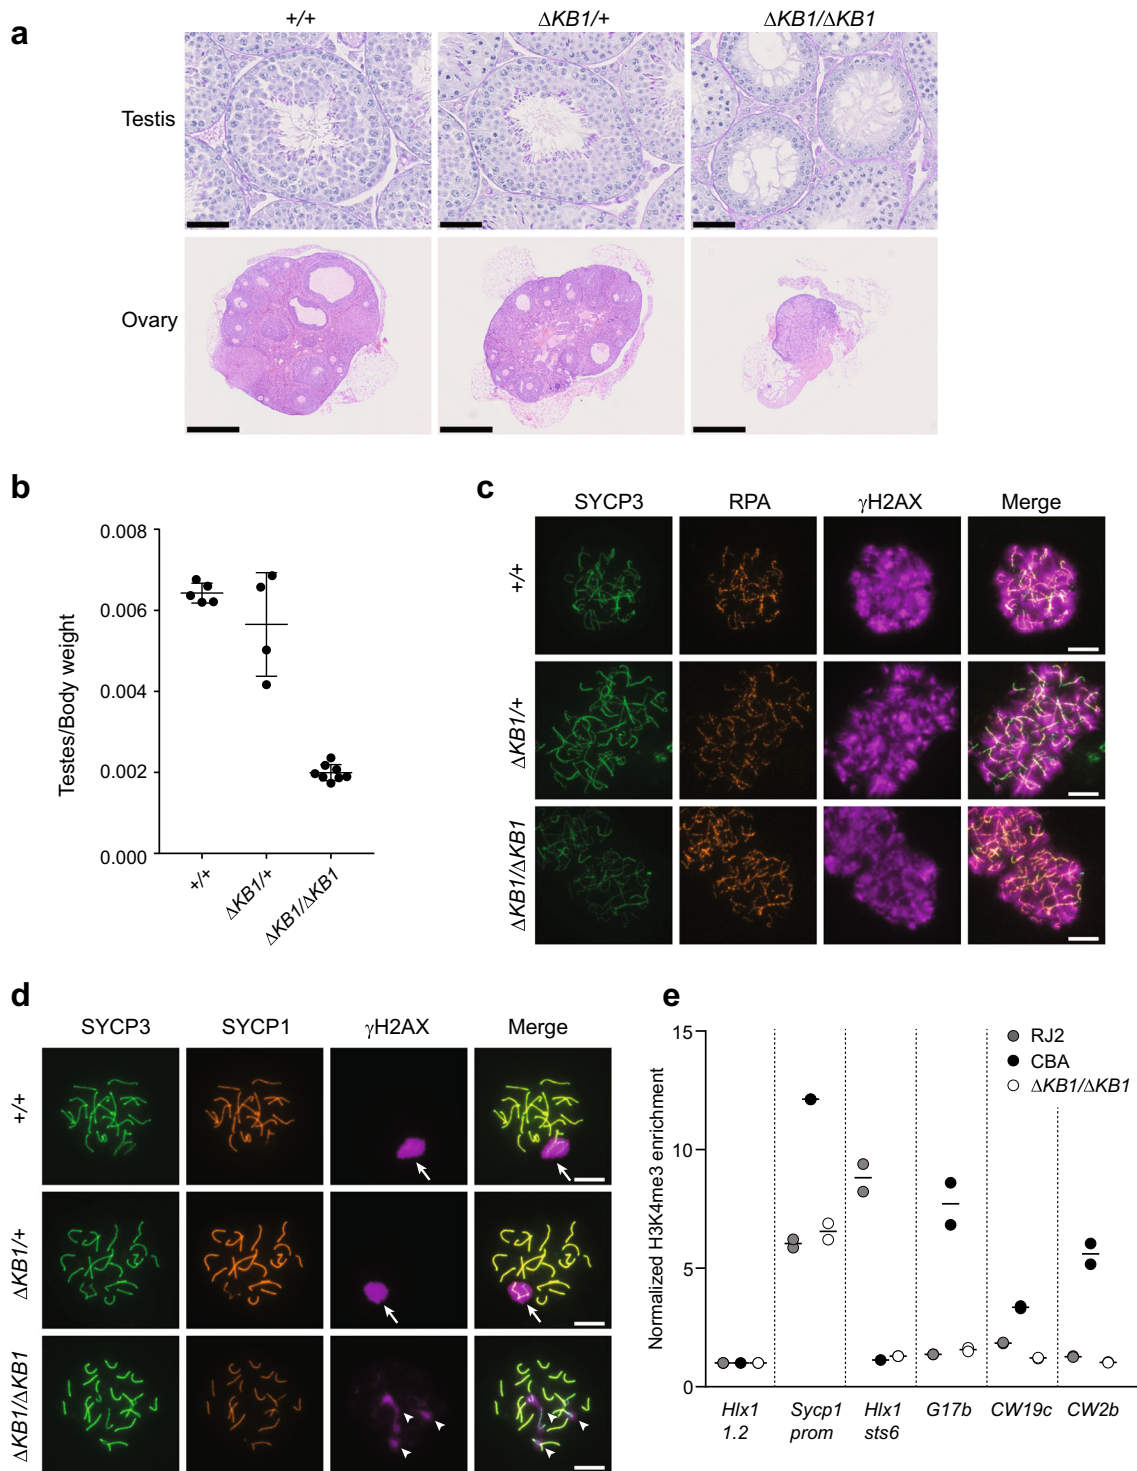 a
+/+ ΔKB1/+ ΔKB1/ΔKB1
Testis
Ovary
b
Testes/Body weight
0.008
0.006
0.004
0.002
0.000
+/+ ΔKB1/+ ΔKB1/ΔKB1
c
SYCP3 RPA γH2AX Merge
+/+
ΔKB1/+
ΔKB1/ΔKB1
d
SYCP3 SYCP1 γH2AX Merge
+/+
ΔKB1/+
ΔKB1/ΔKB1
e
Normalized H3K4me3 enrichment
15
10
5
0
RJ2
CBA
ΔKB1/ΔKB1
Hlx1 Sycp1 Hlx1 G17b CW19c CW2b
1.2 prom sts6